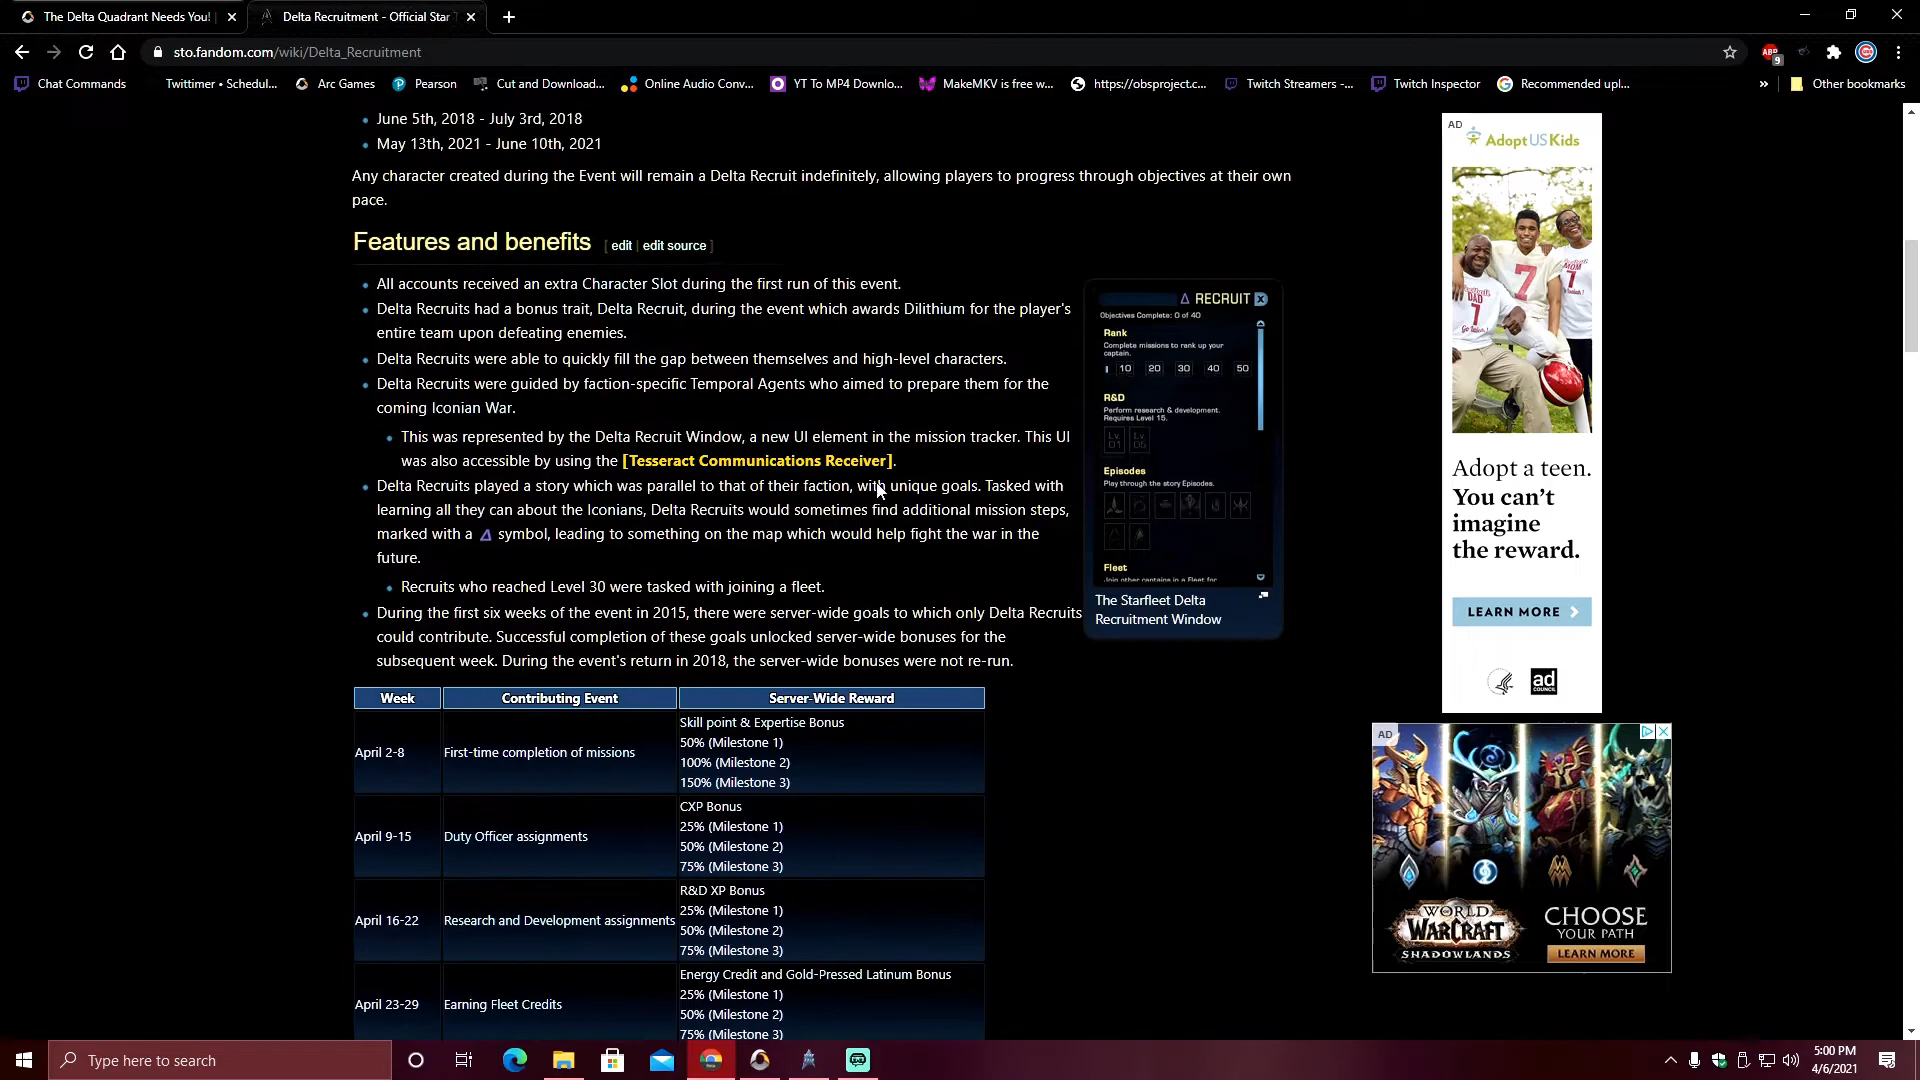 The Delta Quadrant Needs You!
Delta Recruitment - Official Star T
sto.fandom.com/wiki/Delta_Recruitment
ABP
9
Chat Commands
Twittimer • Schedul...
Arc Games
Pearson
Cut and Download...
Online Audio Conv...
YT To MP4 Downlo...
MakeMKV is free w...
https://obsproject.c...
Twitch Streamers -...
Twitch Inspector
Recommended upl...
»
Other bookmarks
June 5th, 2018 - July 3rd, 2018
May 13th, 2021 - June 10th, 2021
Any character created during the Event will remain a Delta Recruit indefinitely, allowing players to progress through objectives at their own
pace.
Features and benefits [ edit | edit source ]
All accounts received an extra Character Slot during the first run of this event.
Delta Recruits had a bonus trait, Delta Recruit, during the event which awards Dilithium for the player's
entire team upon defeating enemies.
Delta Recruits were able to quickly fill the gap between themselves and high-level characters.
Delta Recruits were guided by faction-specific Temporal Agents who aimed to prepare them for the
coming Iconian War.
This was represented by the Delta Recruit Window, a new UI element in the mission tracker. This UI
was also accessible by using the [Tesseract Communications Receiver].
Delta Recruits played a story which was parallel to that of their faction, with unique goals. Tasked with
learning all they can about the Iconians, Delta Recruits would sometimes find additional mission steps,
marked with a Δ symbol, leading to something on the map which would help fight the war in the
future.
Recruits who reached Level 30 were tasked with joining a fleet.
During the first six weeks of the event in 2015, there were server-wide goals to which only Delta Recruits
could contribute. Successful completion of these goals unlocked server-wide bonuses for the
subsequent week. During the event's return in 2018, the server-wide bonuses were not re-run.
Δ RECRUIT X
Objectives Complete: 0 of 40
Rank
Complete missions to rank up your
captain.
10 20 30 40 50
R&D
Perform research & development.
Requires Level 15.
Lv. 01 Lv. 05
Episodes
Play through the story Episodes.
Fleet
Join other captains in a Fleet for
The Starfleet Delta
Recruitment Window
Week Contributing Event Server-Wide Reward
April 2-8 First-time completion of missions
Skill point & Expertise Bonus
50% (Milestone 1)
100% (Milestone 2)
150% (Milestone 3)
April 9-15 Duty Officer assignments
CXP Bonus
25% (Milestone 1)
50% (Milestone 2)
75% (Milestone 3)
April 16-22 Research and Development assignments
R&D XP Bonus
25% (Milestone 1)
50% (Milestone 2)
75% (Milestone 3)
April 23-29 Earning Fleet Credits
Energy Credit and Gold-Pressed Latinum Bonus
25% (Milestone 1)
50% (Milestone 2)
75% (Milestone 3)
AD
AdoptUSKids
DAD
7
7
MOM
7
Adopt a teen.
You can't
imagine
the reward.
LEARN MORE
ad
COUNCIL
AD
WORLD
WARCRAFT
SHADOWLANDS
CHOOSE
YOUR PATH
LEARN MORE
Type here to search
5:00 PM
4/6/2021